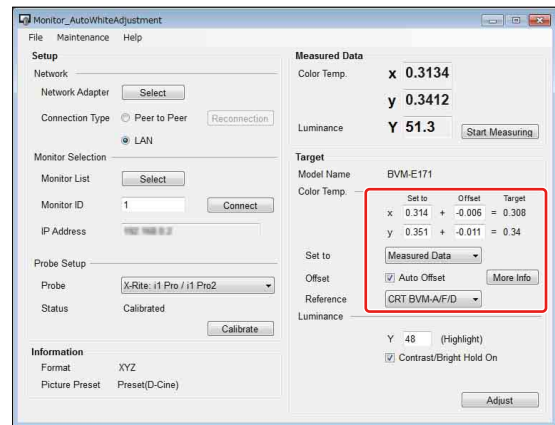 Monitor_AutoWhiteAdjustment
File Maintenance Help
Setup
Network
Network Adapter Select
Connection Type Peer to Peer Reconnection
LAN
Monitor Selection
Monitor List Select
Monitor ID 1 Connect
IP Address
Probe Setup
Probe X-Rite: i1 Pro / i1 Pro2
Status Calibrated
Calibrate
Information
Format XYZ
Picture Preset Preset(D-Cine)
Measured Data
Color Temp. x 0.3134
y 0.3412
Luminance Y 51.3 Start Measuring
Target
Model Name BVM-E171
Color Temp.
Set to Offset Target
x 0.314 + -0.006 = 0.308
y 0.351 + -0.011 = 0.34
Set to Measured Data
Offset Auto Offset More Info
Reference CRT BVM-A/F/D
Luminance
Y 48 (Highlight)
Contrast/Bright Hold On
Adjust